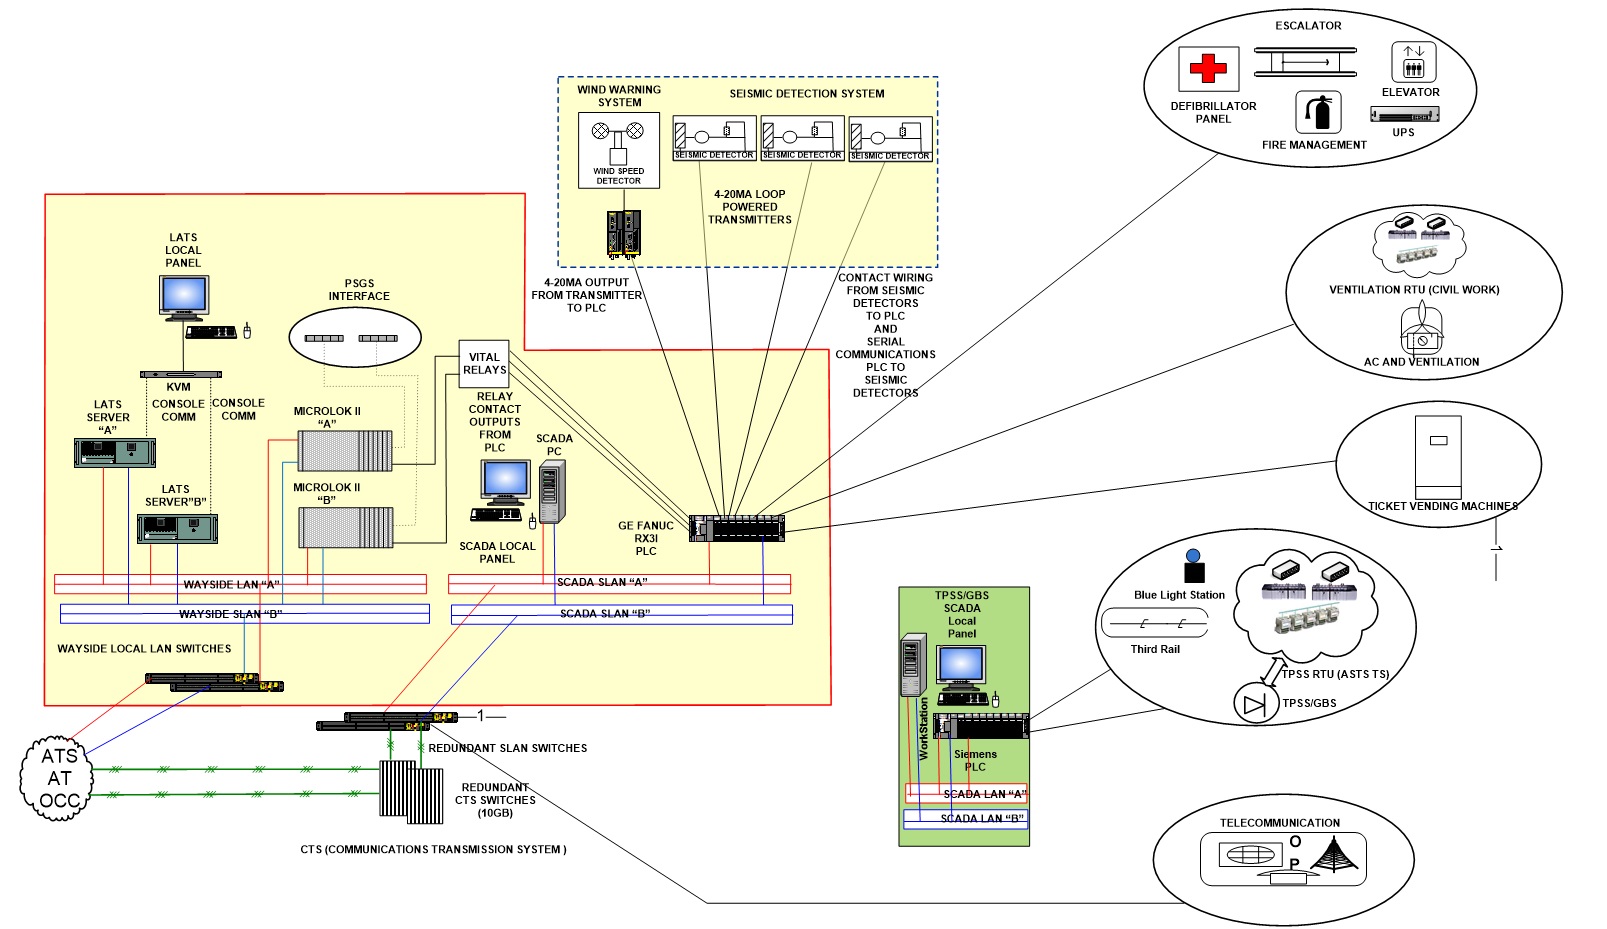 ESCALATOR
DEFIBRILLATOR
PANEL
ELEVATOR
UPS
FIRE MANAGEMENT
WIND WARNING
SYSTEM
SEISMIC DETECTION SYSTEM
WIND SPEED
DETECTOR
SEISMIC DETECTOR
SEISMIC DETECTOR
SEISMIC DETECTOR
4-20MA LOOP
POWERED
TRANSMITTERS
4-20MA OUTPUT
FROM TRANSMITTER
TO PLC
CONTACT WIRING
FROM SEISMIC
DETECTORS
TO PLC
AND
SERIAL
COMMUNICATIONS
PLC TO
SEISMIC
DETECTORS
VENTILATION RTU (CIVIL WORK)
AC AND VENTILATION
TICKET VENDING MACHINES
1
LATS
LOCAL
PANEL
PSGS
INTERFACE
KVM
CONSOLE
COMM
CONSOLE
COMM
LATS
SERVER
“A”
LATS
SERVER”B”
MICROLOK II
“A”
MICROLOK II
“B”
VITAL
RELAYS
RELAY
CONTACT
OUTPUTS
FROM
PLC
SCADA
PC
SCADA LOCAL
PANEL
GE FANUC
RX3I
PLC
WAYSIDE LAN “A”
WAYSIDE SLAN “B”
SCADA SLAN “A”
SCADA SLAN “B”
WAYSIDE LOCAL LAN SWITCHES
1
REDUNDANT SLAN SWITCHES
ATS
AT
OCC
REDUNDANT
CTS SWITCHES
(10GB)
CTS (COMMUNICATIONS TRANSMISSION SYSTEM )
TPSS/GBS
SCADA
Local
Panel
WorkStation
Siemens
PLC
SCADA LAN “A”
SCADA LAN “B”
Blue Light Station
Third Rail
TPSS RTU (ASTS TS)
TPSS/GBS
TELECOMMUNICATION
O
P